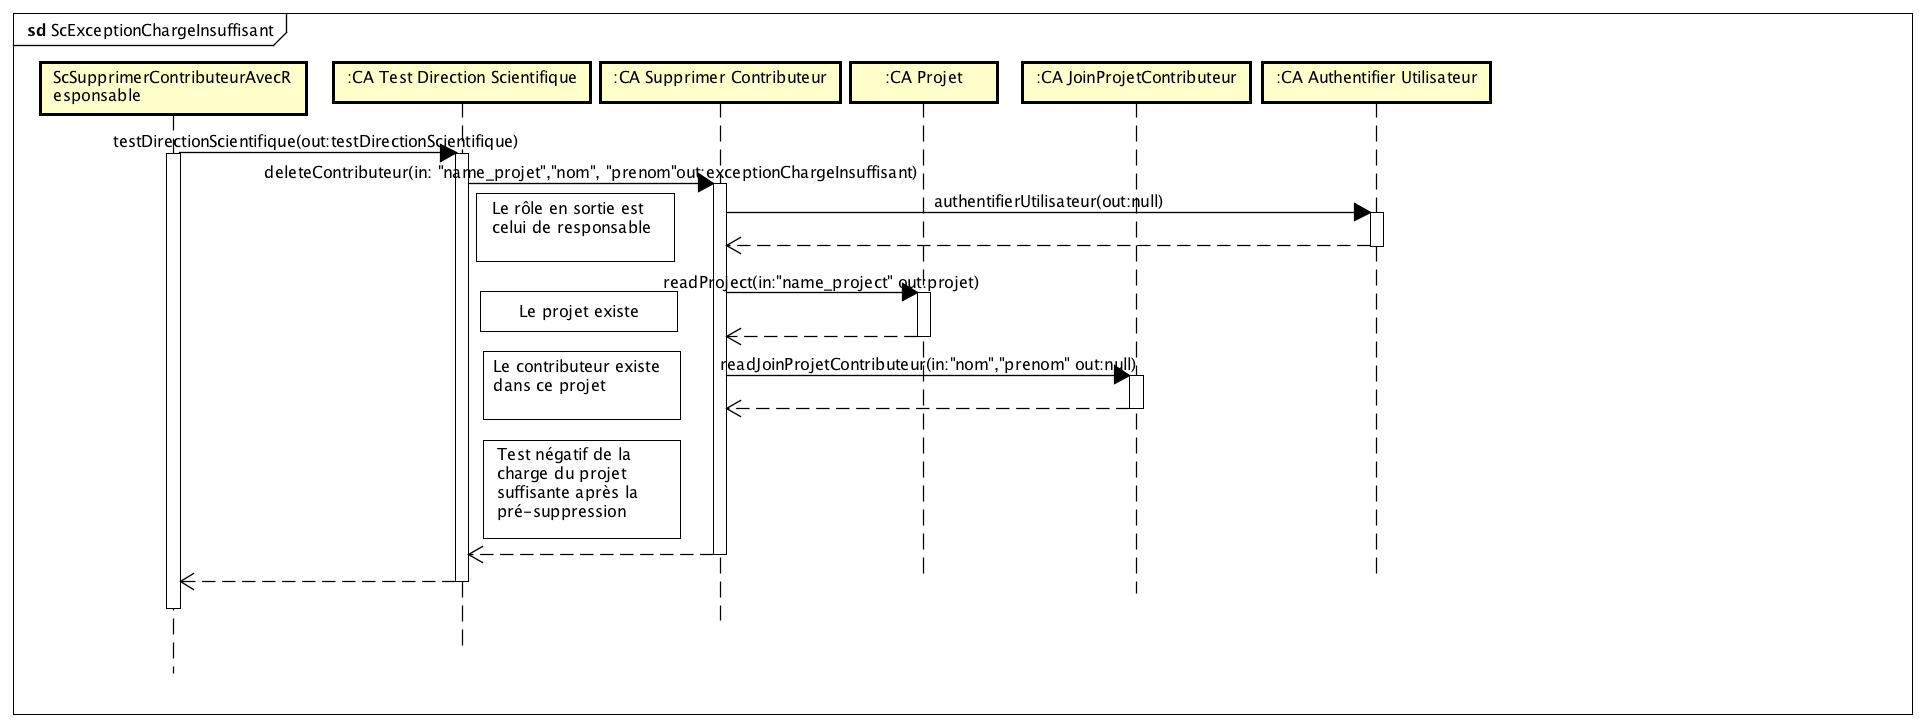 sd ScExceptionChargeInsuffisant
ScSupprimerContributeurAvecR
esponsable
:CA Test Direction Scientifique
:CA Supprimer Contributeur
:CA Projet
:CA JoinProjetContributeur
:CA Authentifier Utilisateur
testDirectionScientifique(out:testDirectionScientifique)
deleteContributeur(in: "name_projet","nom", "prenom"out:exceptionChargeInsuffisant)
authentifierUtilisateur(out:null)
Le rôle en sortie est
celui de responsable
readProject(in:"name_project" out:projet)
Le projet existe
readJoinProjetContributeur(in:"nom","prenom" out:null)
Le contributeur existe
dans ce projet
Test négatif de la
charge du projet
suffisante après la
pré-suppression